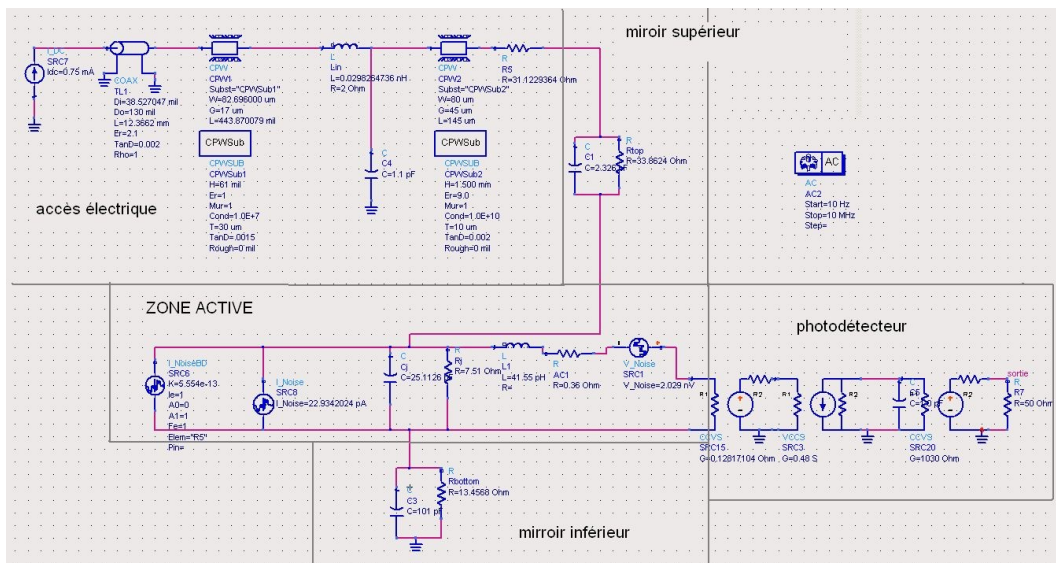 I_DC
SRC7
Idc=0.75 mA
COAX
TL1
Di=38.527047 mil
Do=130 mil
L=12.3662 mm
Er=2.1
TanD=0.002
Rho=1
CPW
CPW1
Subst="CPWSub1"
W=82.696000 um
G=17 um
L=443.870079 mil
CPWSub
CPWSUB
CPWSub1
H=61 mil
Er=1
Mur=1
Cond=1.0E+7
T=30 um
TanD=.0015
Rough=0 mil
L
Lin
L=0.0298264736 nH
R=2 Ohm
C
C4
C=1.1 pF
CPW
CPW2
Subst="CPWSub2"
W=80 um
G=45 um
L=145 um
CPWSub
CPWSUB
CPWSub2
H=1.500 mm
Er=9.0
Mur=1
Cond=1.0E+10
T=10 um
TanD=0.002
Rough=0 mil
R
R5
R=31.1229364 Ohm
accès électrique
miroir supérieur
C
C1
C=2.326
R
Rtop
R=33.8624 Ohm
AC
AC
AC2
Start=10 Hz
Stop=10 MHz
Step=
ZONE ACTIVE
I_NoiseBD
SRC6
K=5.554e-13
Ie=1
A0=0
A1=1
Fe=1
Elem="R5"
Pin=
I_Noise
SRC8
I_Noise=22.9342024 pA
C
Cj
C=25.1126
R
Rj
R=7.51 Ohm
L
L1
L=41.55 pH
R=
R
AC1
R=0.36 Ohm
V_Noise
SRC1
V_Noise=2.029 nV
photodétecteur
R1
R2
CCVS
SRC15
G=0.12817104 Ohm
R1
R2
VCCS
SRC3
G=0.48 S
C
C5
R1
R2
CCVS
SRC20
G=1030 Ohm
sortie
R
R7
R=50 Ohm
C
C3
C=101 pF
R
Rbottom
R=13.4568 Ohm
mirroir inférieur